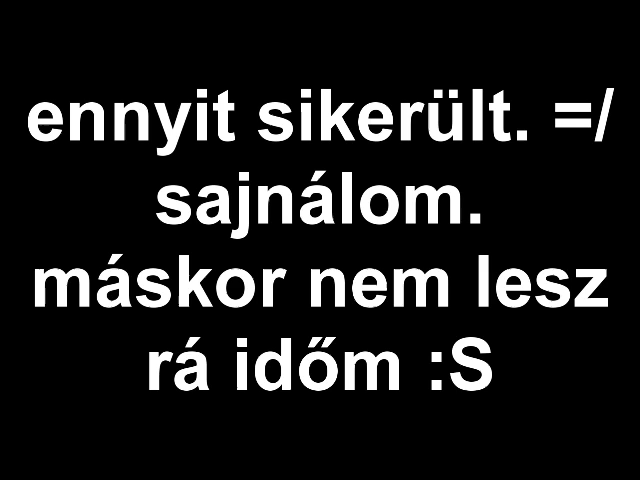 ennyit sikerült. =/
sajnálom.
máskor nem lesz
rá időm :S